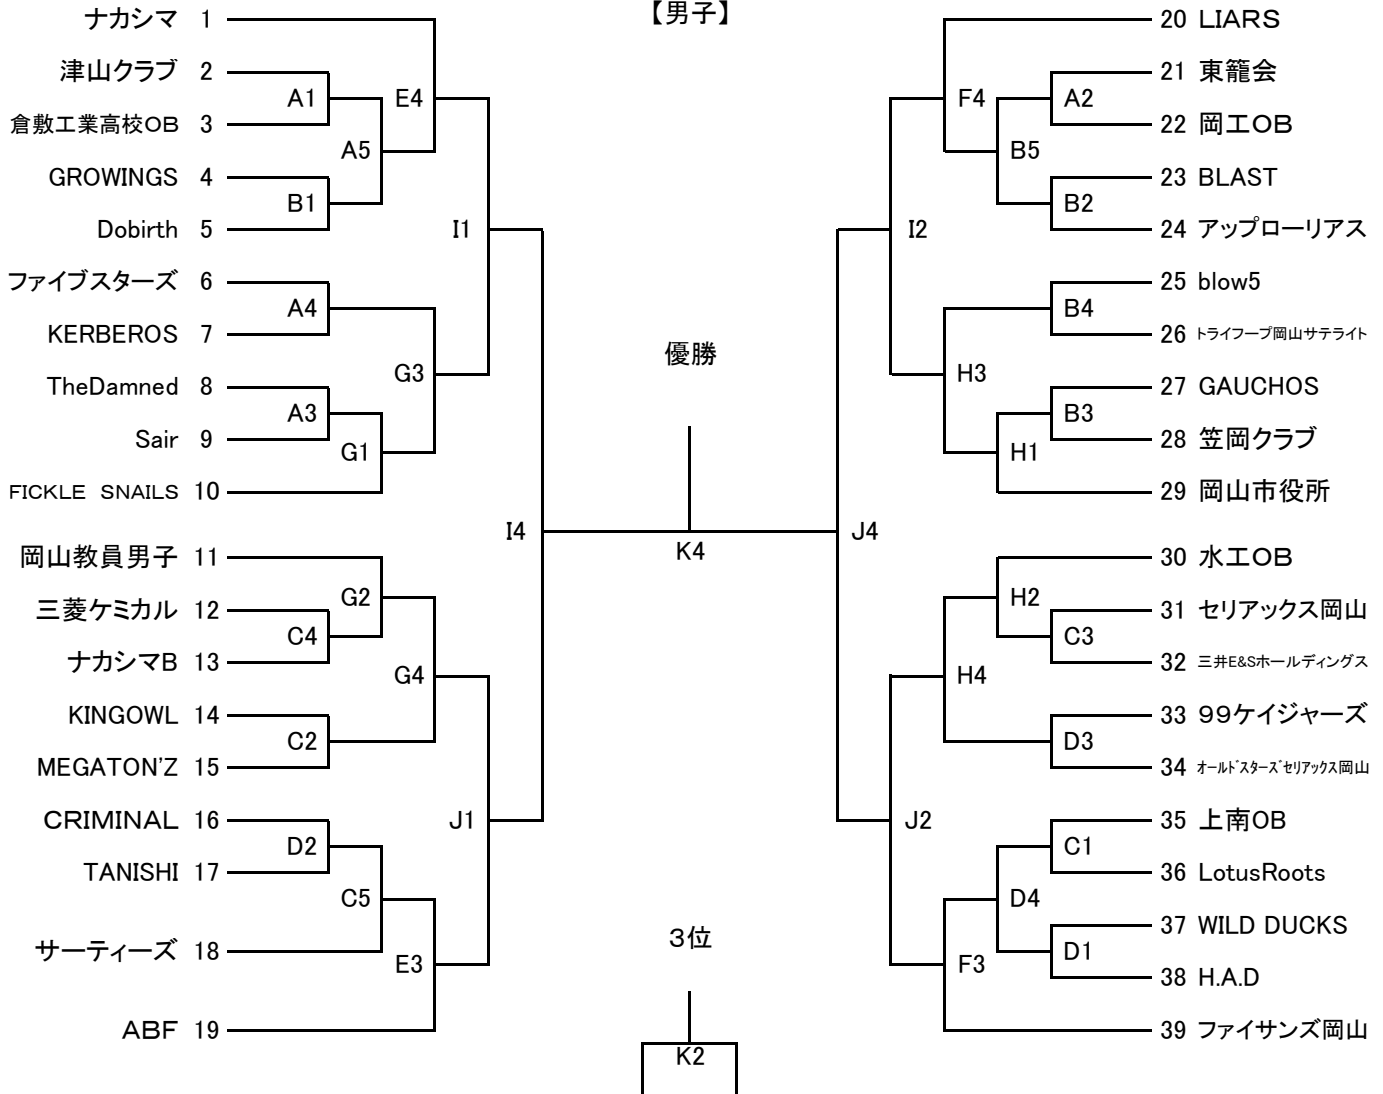 【男子】
ナカシマ 1
津山クラブ 2
A1
倉敷工業高校OB 3
E4
A5
GROWINGS 4
B1
Dobirth 5
I1
ファイブスターズ 6
A4
KERBEROS 7
G3
TheDamned 8
A3
Sair 9
G1
FICKLE SNAILS 10
I4
岡山教員男子 11
G2
三菱ケミカル 12
C4
ナカシマB 13
G4
KINGOWL 14
C2
MEGATON'Z 15
J1
CRIMINAL 16
D2
TANISHI 17
C5
サーティーズ 18
E3
ABF 19
優勝
K4
3位
K2
20 LIARS
21 東籠会
F4
A2
22 岡工OB
B5
23 BLAST
B2
24 アップローリアス
I2
25 blow5
B4
26 トライフープ岡山サテライト
H3
27 GAUCHOS
B3
28 笠岡クラブ
H1
29 岡山市役所
J4
30 水工OB
H2
31 セリアックス岡山
C3
32 三井E&Sホールディングス
H4
33 99ケイジャーズ
D3
34 オールドスターズセリアックス岡山
J2
35 上南OB
C1
36 LotusRoots
D4
37 WILD DUCKS
D1
38 H.A.D
F3
39 ファイサンズ岡山